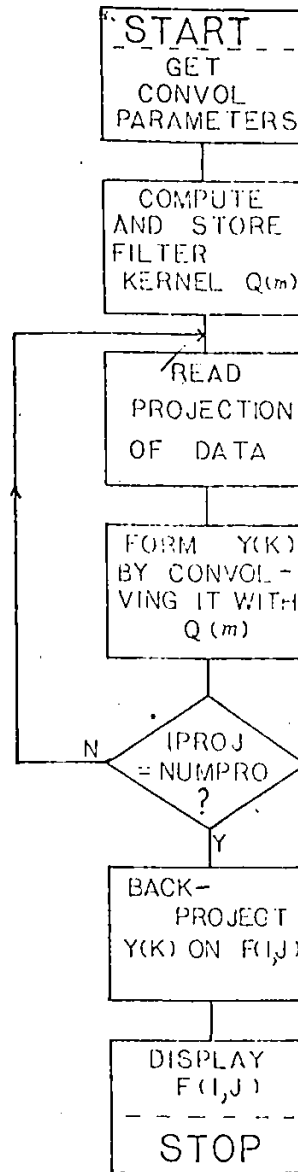 START
GET
CONVOL
PARAMETERS
COMPUTE
AND STORE
FILTER
KERNEL Q(m)
READ
PROJECTION
OF DATA
FORM Y(K)
BY CONVOL-
VING IT WITH
Q(m)
N
IPROJ
=NUMPRO
?
Y
BACK-
PROJECT
Y(K) ON F(I,J)
DISPLAY
F(I,J)
STOP